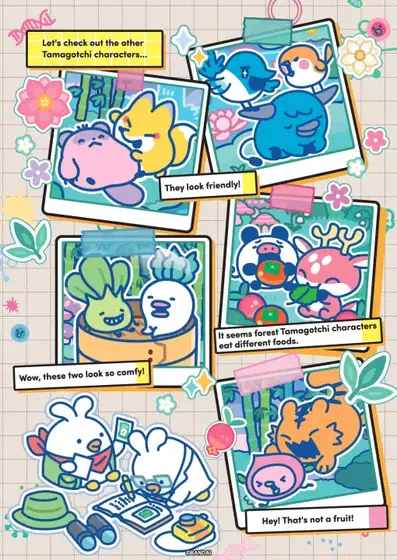 Let's check out the other
Tamagotchi characters...
They look friendly!
It seems forest Tamagotchi characters
eat different foods.
Wow, these two look so comfy!
Hey! That's not a fruit!
©BANDAI